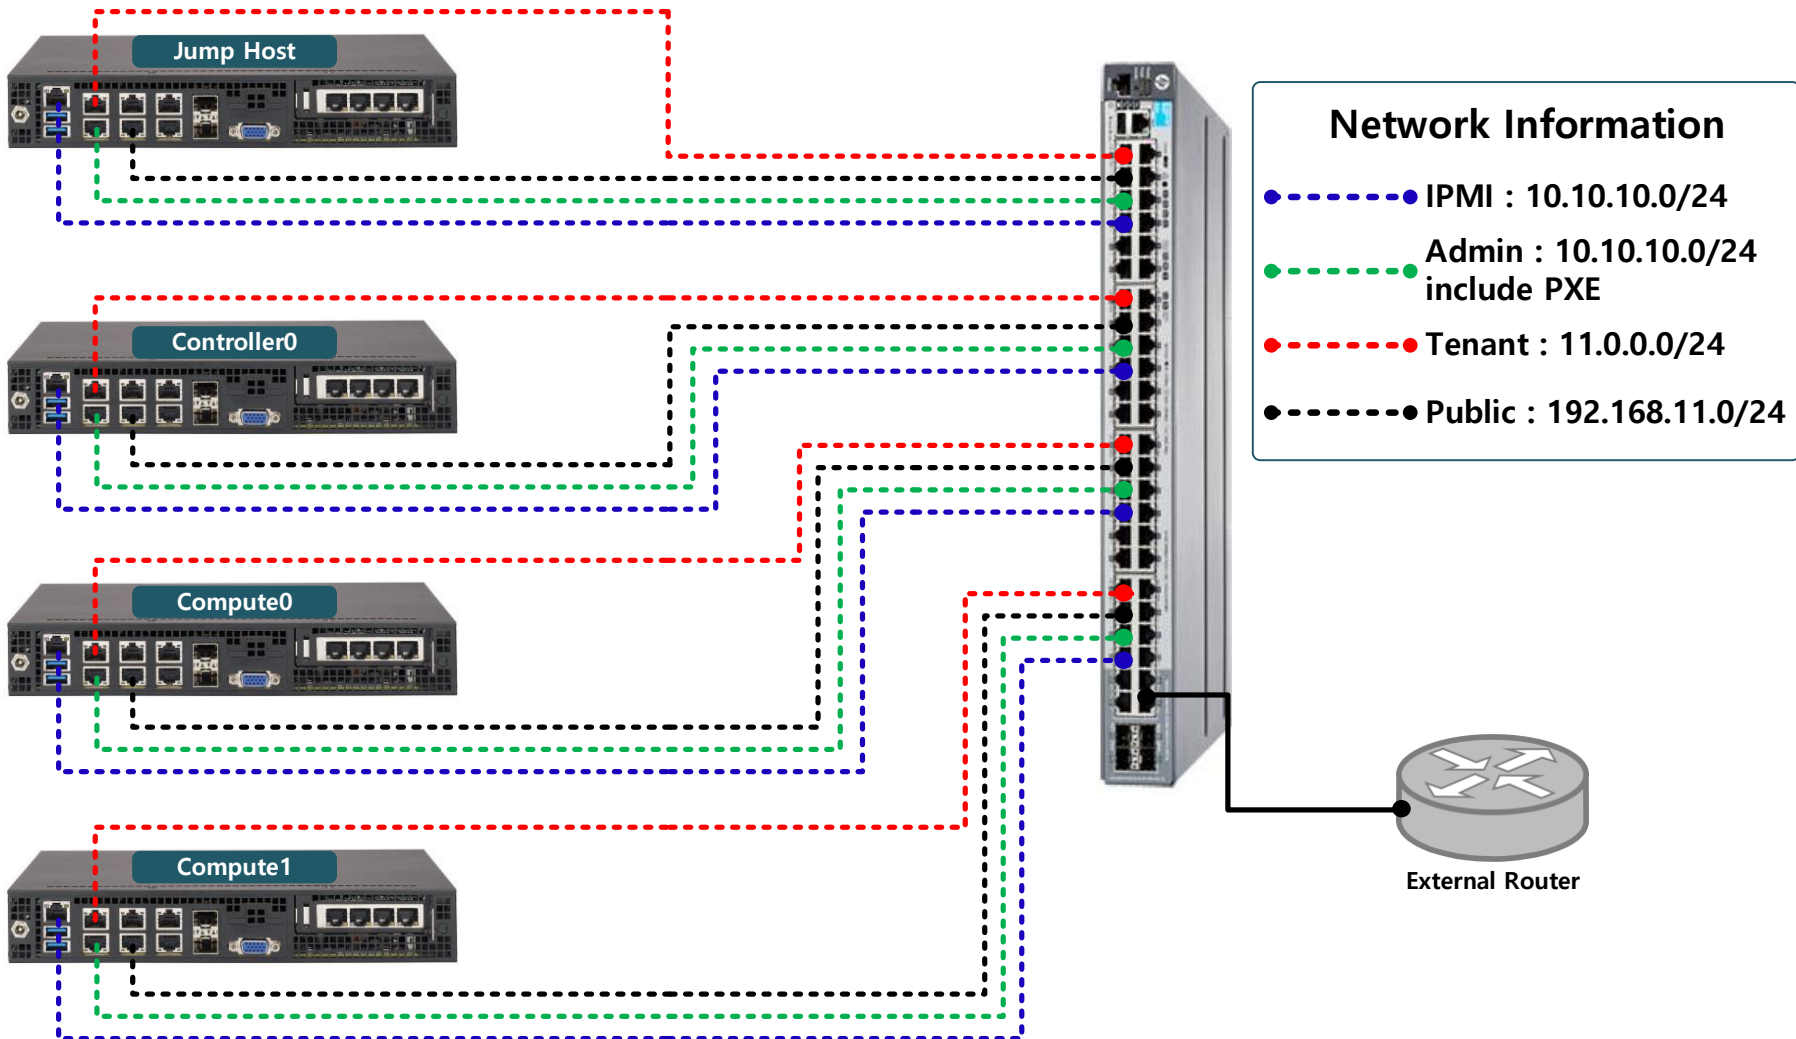 Jump Host
Controller0
Compute0
Compute1
Network Information
IPMI : 10.10.10.0/24
Admin : 10.10.10.0/24
include PXE
Tenant : 11.0.0.0/24
Public : 192.168.11.0/24
External Router